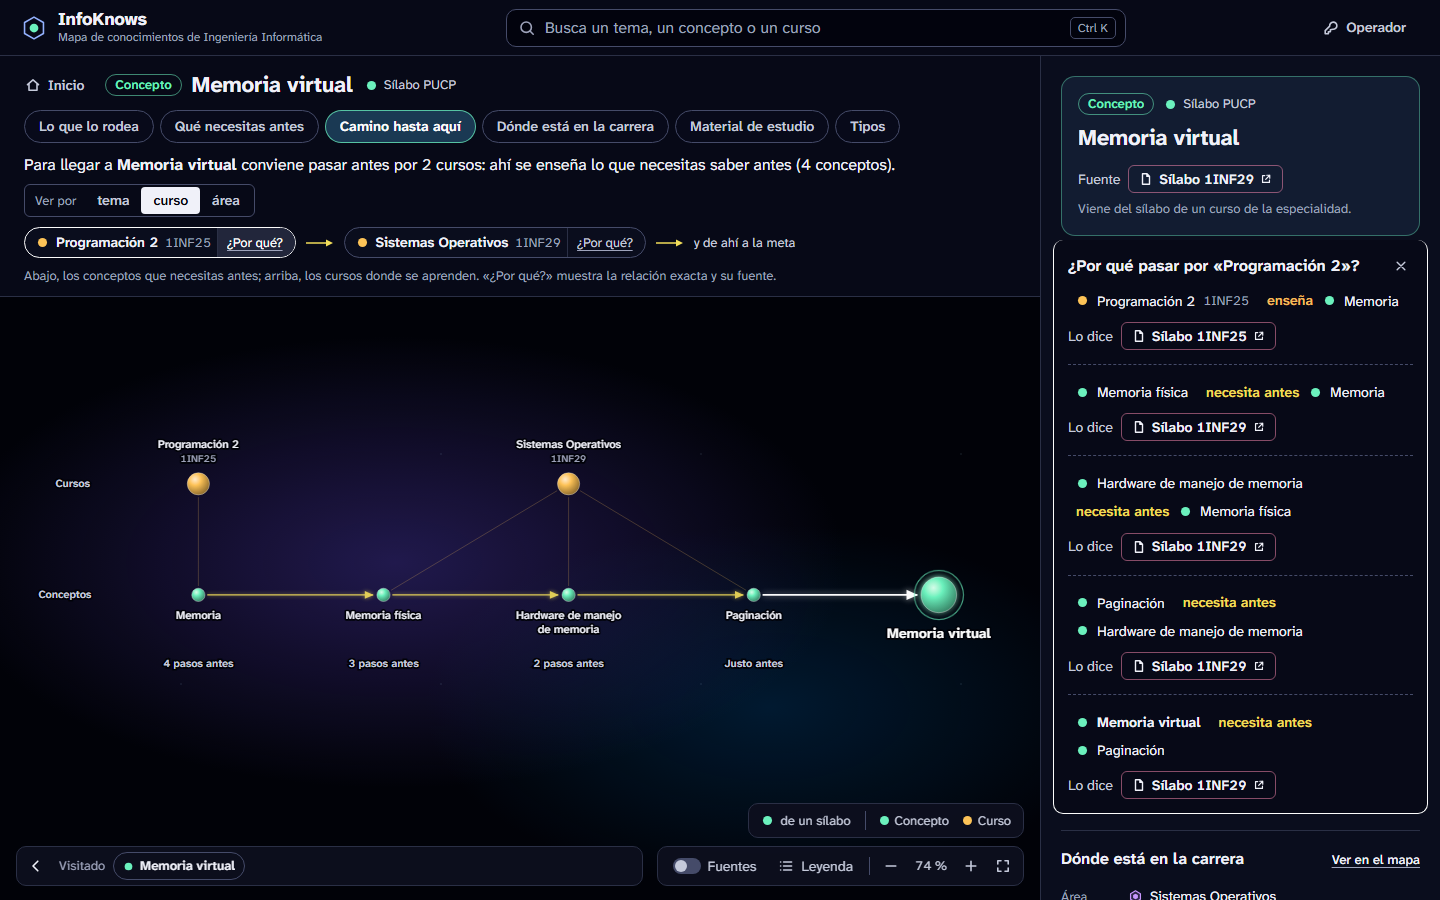 InfoKnows
Mapa de conocimientos de Ingeniería Informática
Busca un tema, un concepto o un curso
Ctrl K
Operador
Inicio
Concepto
Memoria virtual
Sílabo PUCP
Lo que lo rodea
Qué necesitas antes
Camino hasta aquí
Dónde está en la carrera
Material de estudio
Tipos
Para llegar a Memoria virtual conviene pasar antes por 2 cursos: ahí se enseña lo que necesitas saber antes (4 conceptos).
Ver por tema curso área
Programación 2 1INF25 ¿Por qué?
Sistemas Operativos 1INF29 ¿Por qué?
y de ahí a la meta
Abajo, los conceptos que necesitas antes; arriba, los cursos donde se aprenden. «¿Por qué?» muestra la relación exacta y su fuente.
Programación 2
1INF25
Sistemas Operativos
1INF29
Cursos
Conceptos
Memoria
Memoria física
Hardware de manejo
de memoria
Paginación
Memoria virtual
4 pasos antes
3 pasos antes
2 pasos antes
Justo antes
de un sílabo
Concepto
Curso
Visitado
Memoria virtual
Fuentes
Leyenda
74 %
Concepto
Sílabo PUCP
Memoria virtual
Fuente Sílabo 1INF29
Viene del sílabo de un curso de la especialidad.
¿Por qué pasar por «Programación 2»?
Programación 2 1INF25 enseña Memoria
Lo dice Sílabo 1INF25
Memoria física necesita antes Memoria
Lo dice Sílabo 1INF29
Hardware de manejo de memoria
necesita antes Memoria física
Lo dice Sílabo 1INF29
Paginación necesita antes
Hardware de manejo de memoria
Lo dice Sílabo 1INF29
Memoria virtual necesita antes
Paginación
Lo dice Sílabo 1INF29
Dónde está en la carrera
Ver en el mapa
Área Sistemas Operativos